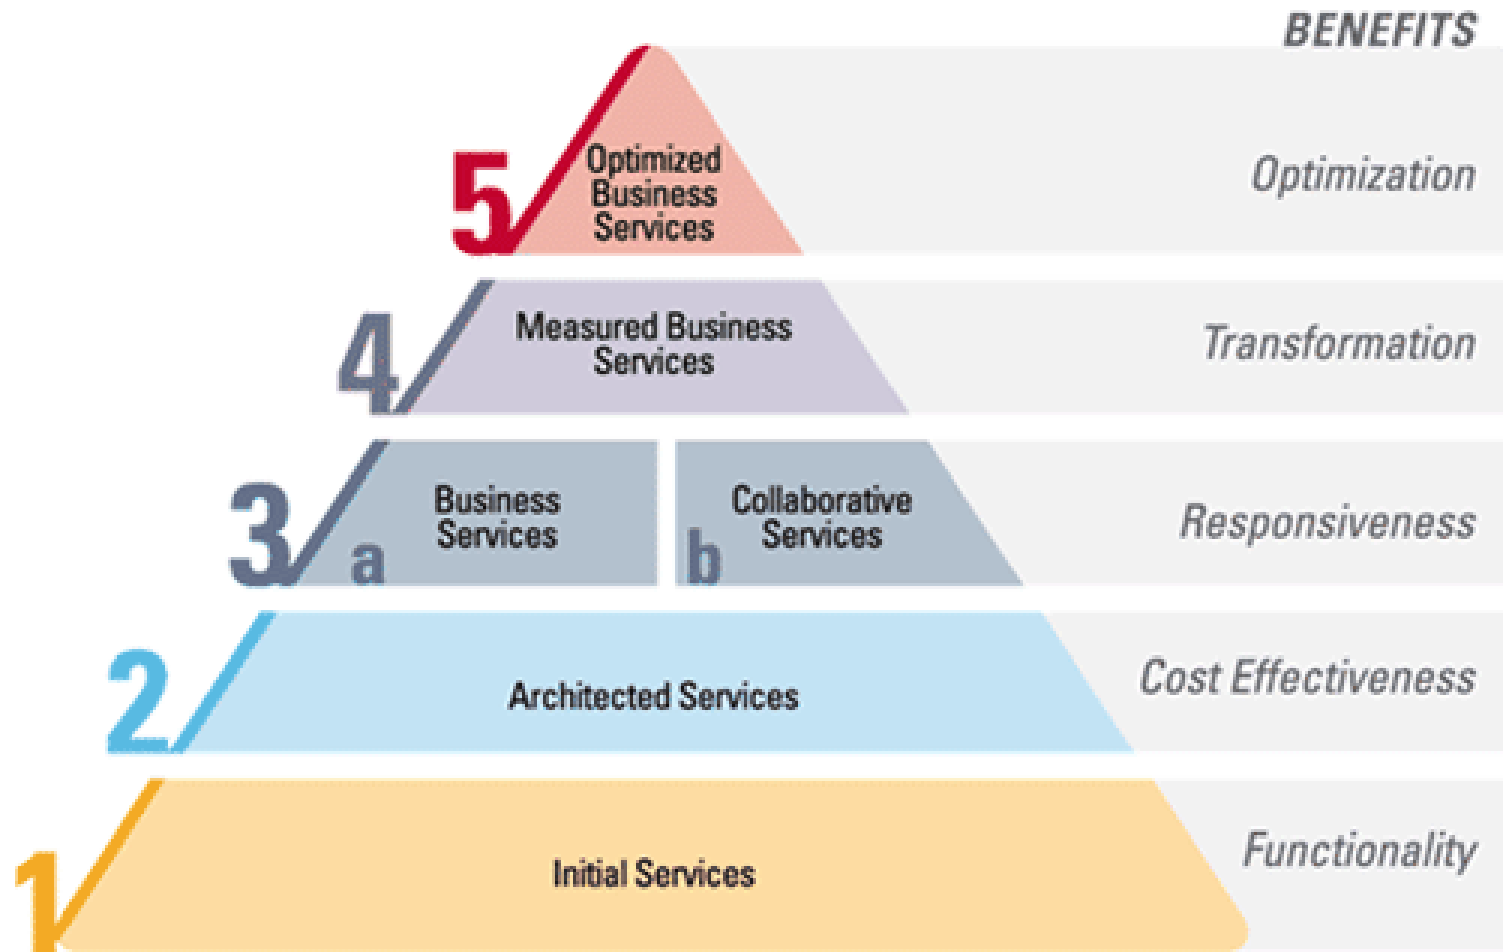 BENEFITS
5
Optimized
Business
Services
Optimization
4
Measured Business
Services
Transformation
3
a
Business
Services
b
Collaborative
Services
Responsiveness
2
Architected Services
Cost Effectiveness
1
Initial Services
Functionality